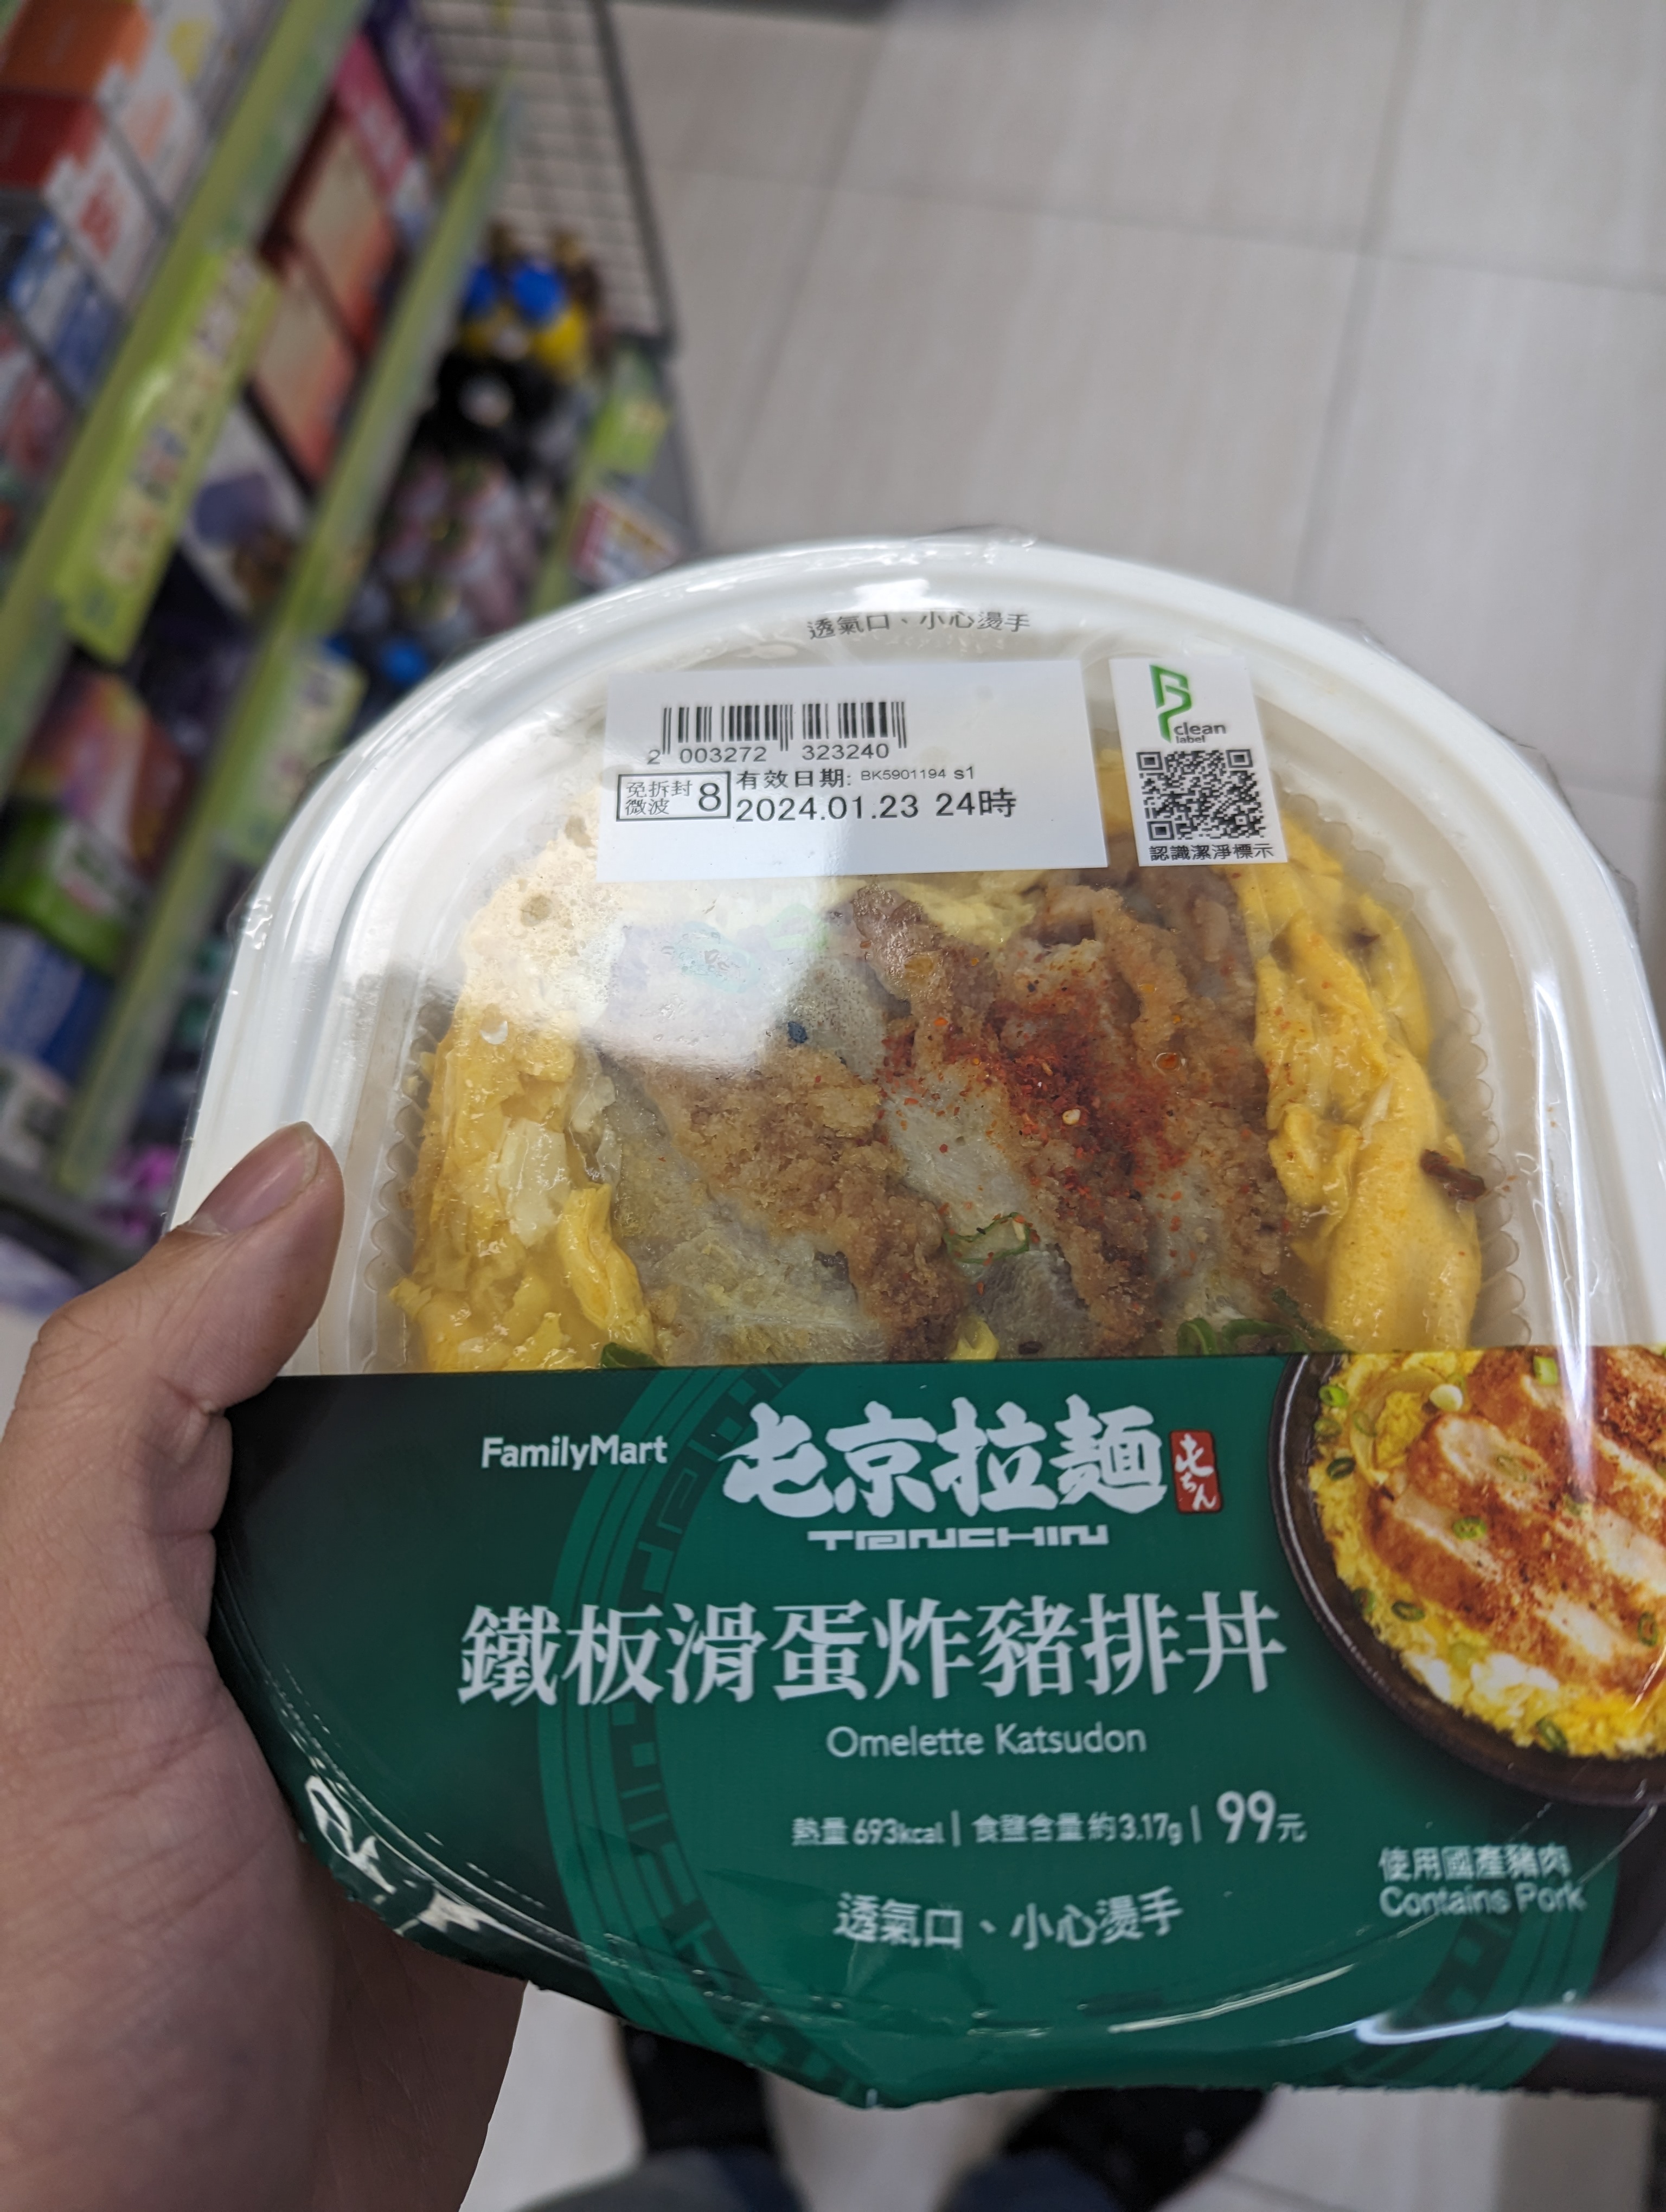 透氣口、小心燙手
2 003272 323240
免拆封
微波 8
有效日期: BK5901194 s1
2024.01.23 24時
clean
label
認識潔淨標示
FamilyMart
屯京拉麵
屯ちん
TONCHIN
鐵板滑蛋炸豬排丼
Omelette Katsudon
熱量 693kcal | 食鹽含量 約3.17g | 99元
使用國產豬肉
Contains Pork
透氣口、小心燙手